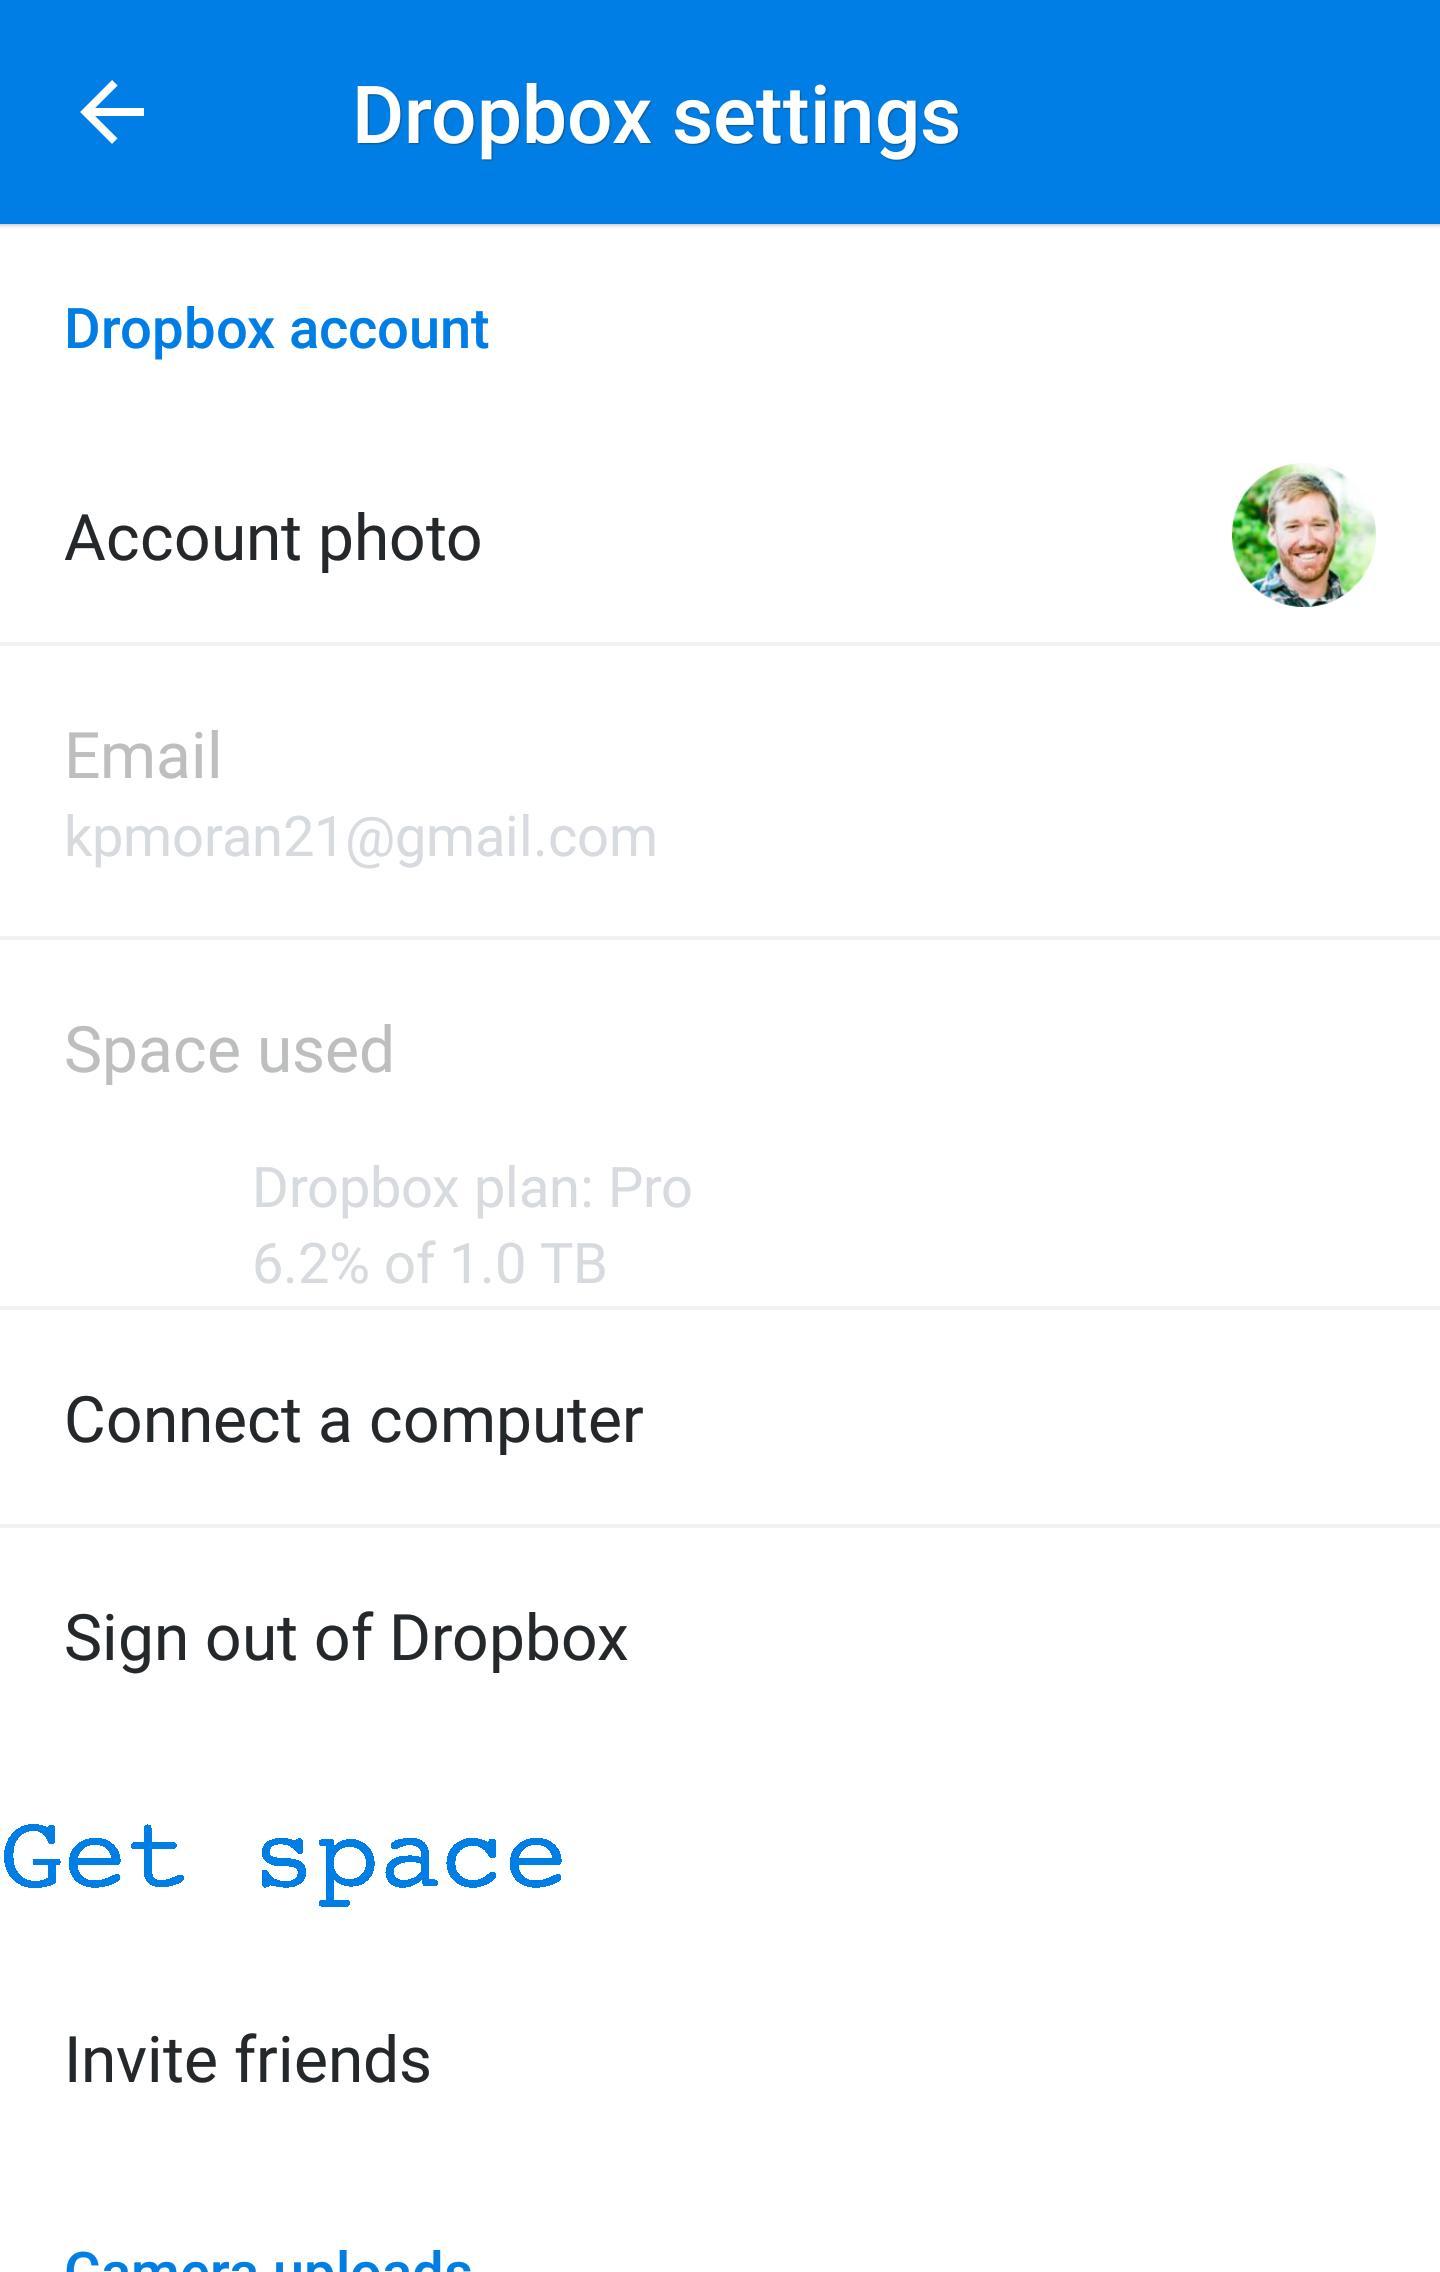 Dropbox settings
Dropbox account
Account photo
Email
kpmoran21@gmail.com
Space used
Dropbox plan: Pro
6.2% of 1.0 TB
Connect a computer
Sign out of Dropbox
Get space
Invite friends
Camera uploads